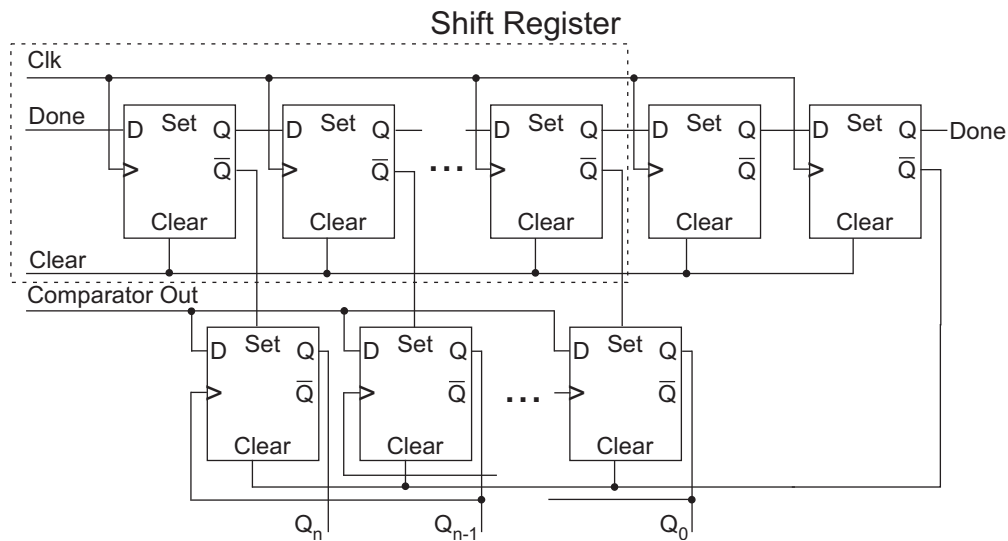 Shift Register
Clk
Done
D Set Q
Q
Clear
D Set Q
Q
Clear
...
D Set Q
Q
Clear
D Set Q
Q
Clear
D Set Q
Q
Clear
Done
Clear
Comparator Out
D Set Q
Q
Clear
D Set Q
Q
Clear
...
D Set Q
Q
Clear
Qn
Qn-1
Q0